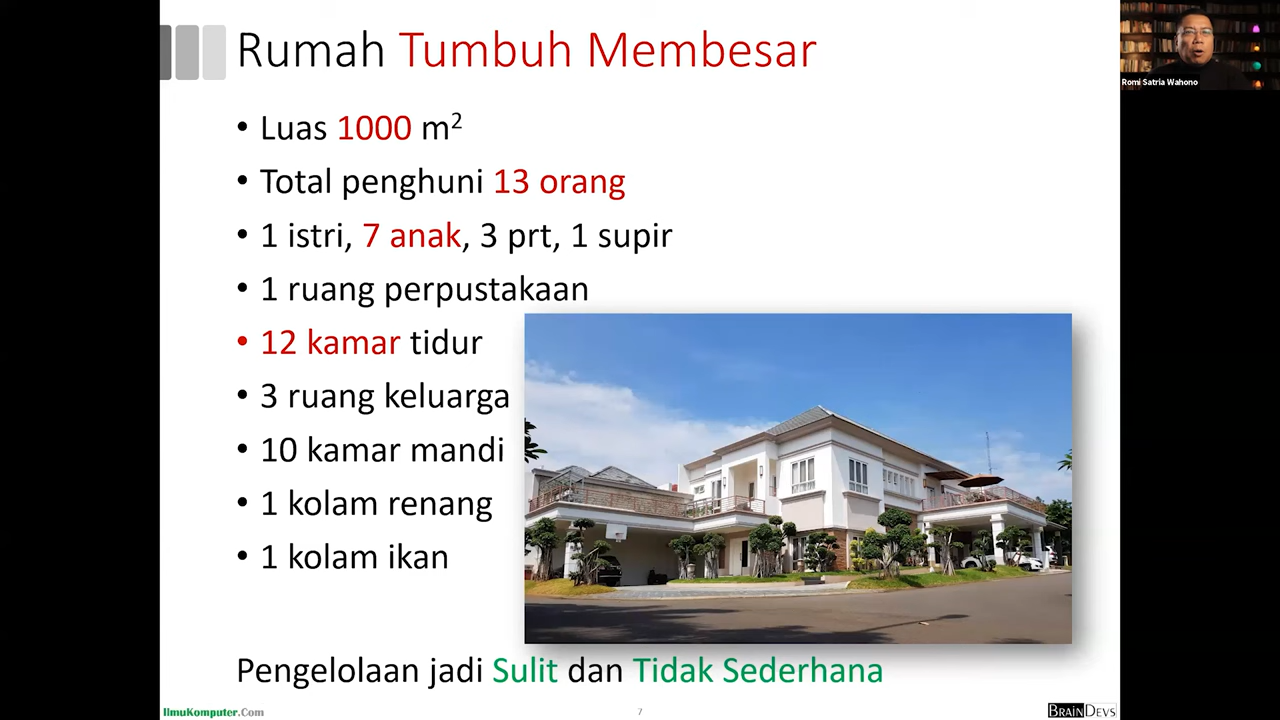 Rumah Tumbuh Membesar
• Luas 1000 m²
• Total penghuni 13 orang
• 1 istri, 7 anak, 3 prt, 1 supir
• 1 ruang perpustakaan
• 12 kamar tidur
• 3 ruang keluarga
• 10 kamar mandi
• 1 kolam renang
• 1 kolam ikan
Pengelolaan jadi Sulit dan Tidak Sederhana
IlmuKomputer.Com
7
BRAINDEVS
Romi Satria Wahono